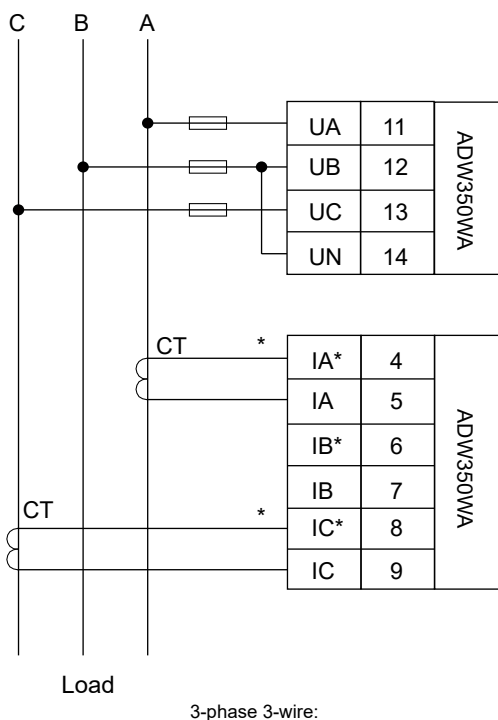 C B A
UA 11
UB 12
UC 13
UN 14
ADW350WA
CT *
IA* 4
IA 5
IB* 6
IB 7
CT *
IC* 8
IC 9
ADW350WA
Load
3-phase 3-wire: